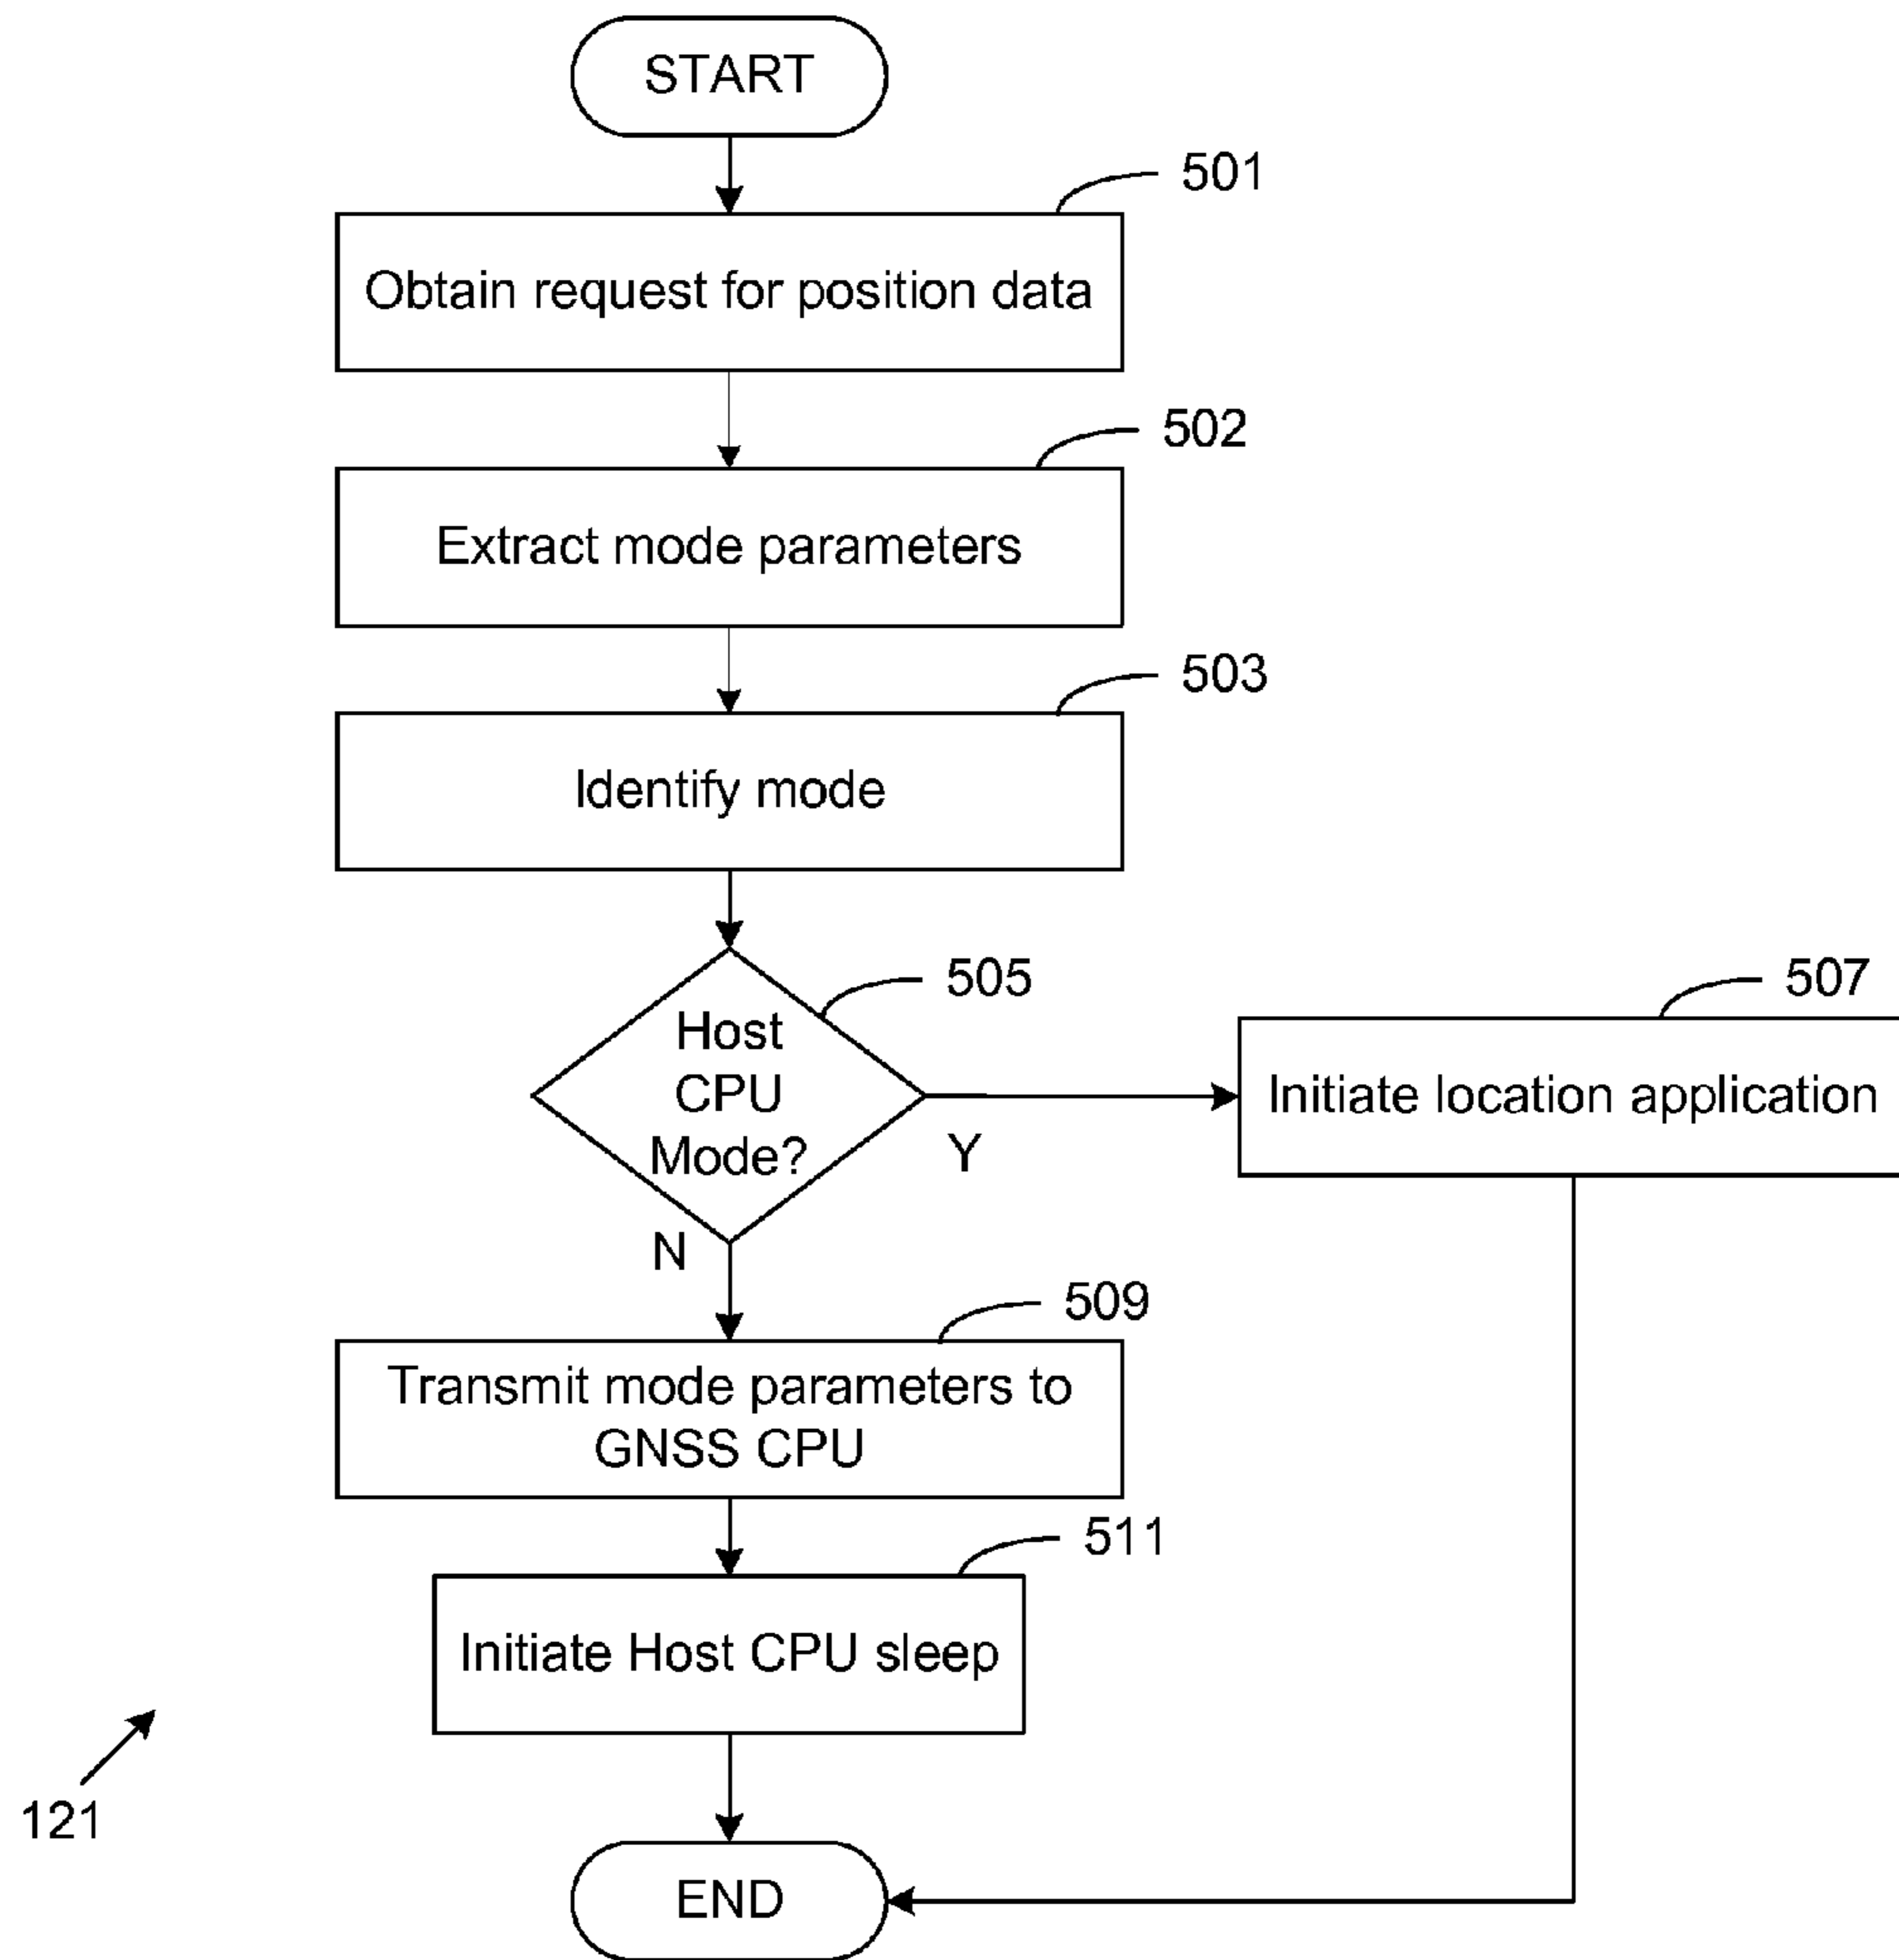 START
501
Obtain request for position data
502
Extract mode parameters
503
Identify mode
505
Host
CPU
Mode?
Y
507
Initiate location application
N
509
Transmit mode parameters to
GNSS CPU
511
Initiate Host CPU sleep
121
END